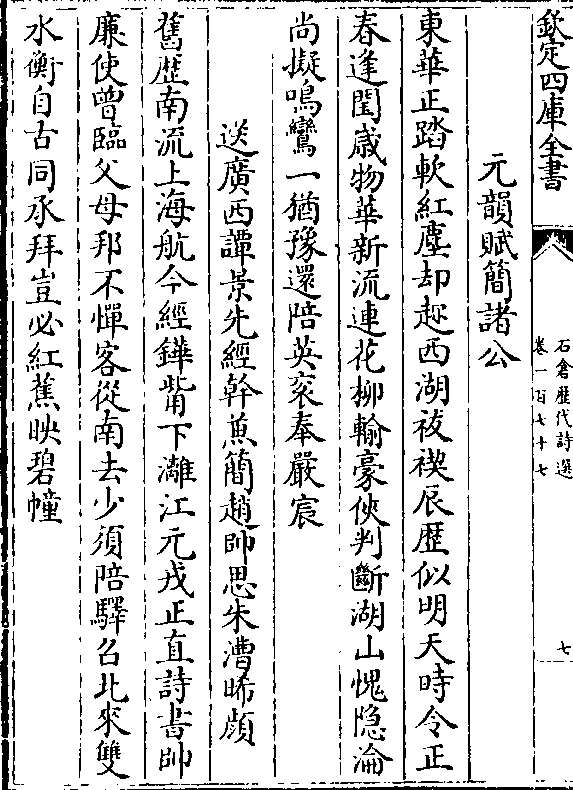 欽定四庫全書
石倉歴代詩選
卷一百七十七
七
元韻賦簡諸公
東華正踏軟紅塵却趂西湖祓禊辰歴似明天時令正
春逢閏歳物華新流連花柳輸豪俠判斷湖山愧隐淪
尚擬鳴鸞一猶豫還陪英衮奉嚴宸
送廣西譚景先經幹兼簡趙帥思朱漕晞顔
舊歴南流上海航今經鏵觜下灕江元戎正直詩書帥
廉使曾臨父母邦不憚客從南去少須陪驛召北來雙
水衡自古同承拜豈必紅蕉映碧幢